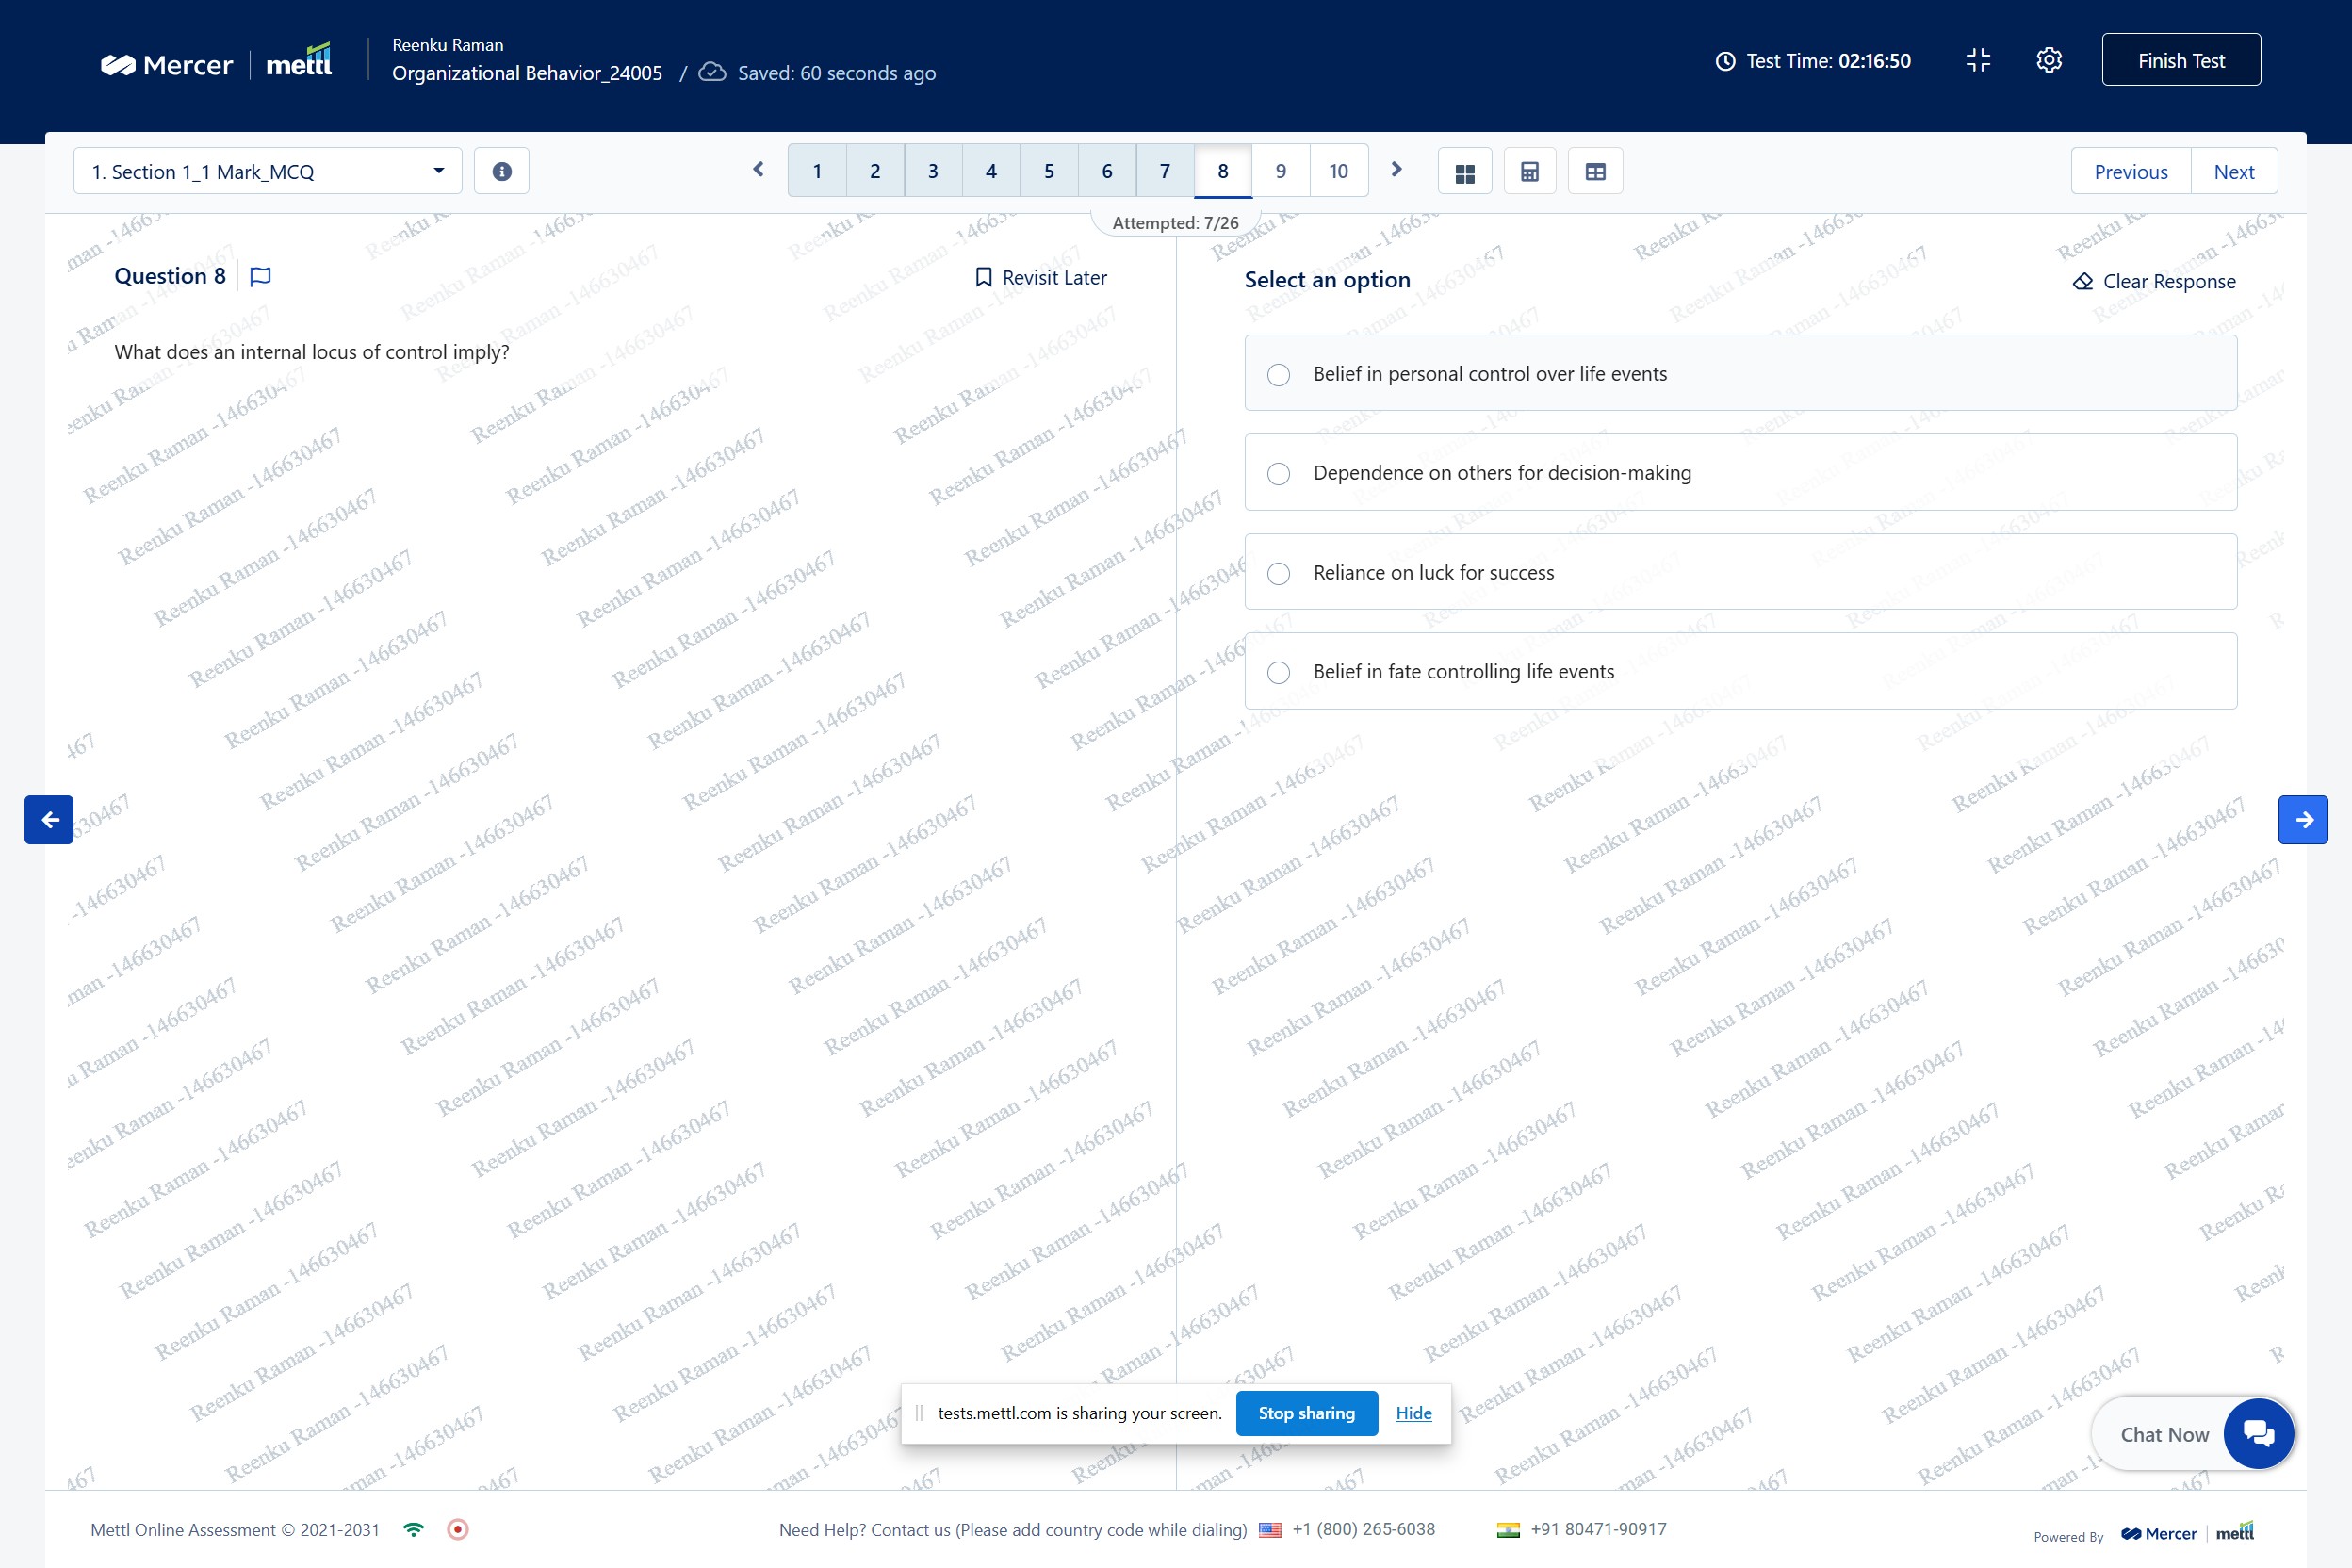 Mercer | mettl
Reenku Raman
Organizational Behavior_24005 / Saved: 60 seconds ago
Test Time: 02:16:50
Finish Test
1. Section 1_1 Mark_MCQ
1 2 3 4 5 6 7 8 9 10
Previous Next
Attempted: 7/26
Question 8
Revisit Later
What does an internal locus of control imply?
Select an option
Clear Response
Belief in personal control over life events
Dependence on others for decision-making
Reliance on luck for success
Belief in fate controlling life events
Reenku Raman -146630467
tests.mettl.com is sharing your screen. Stop sharing Hide
Chat Now
Mettl Online Assessment © 2021-2031
Need Help? Contact us (Please add country code while dialing) +1 (800) 265-6038 +91 80471-90917
Powered By Mercer | mettl